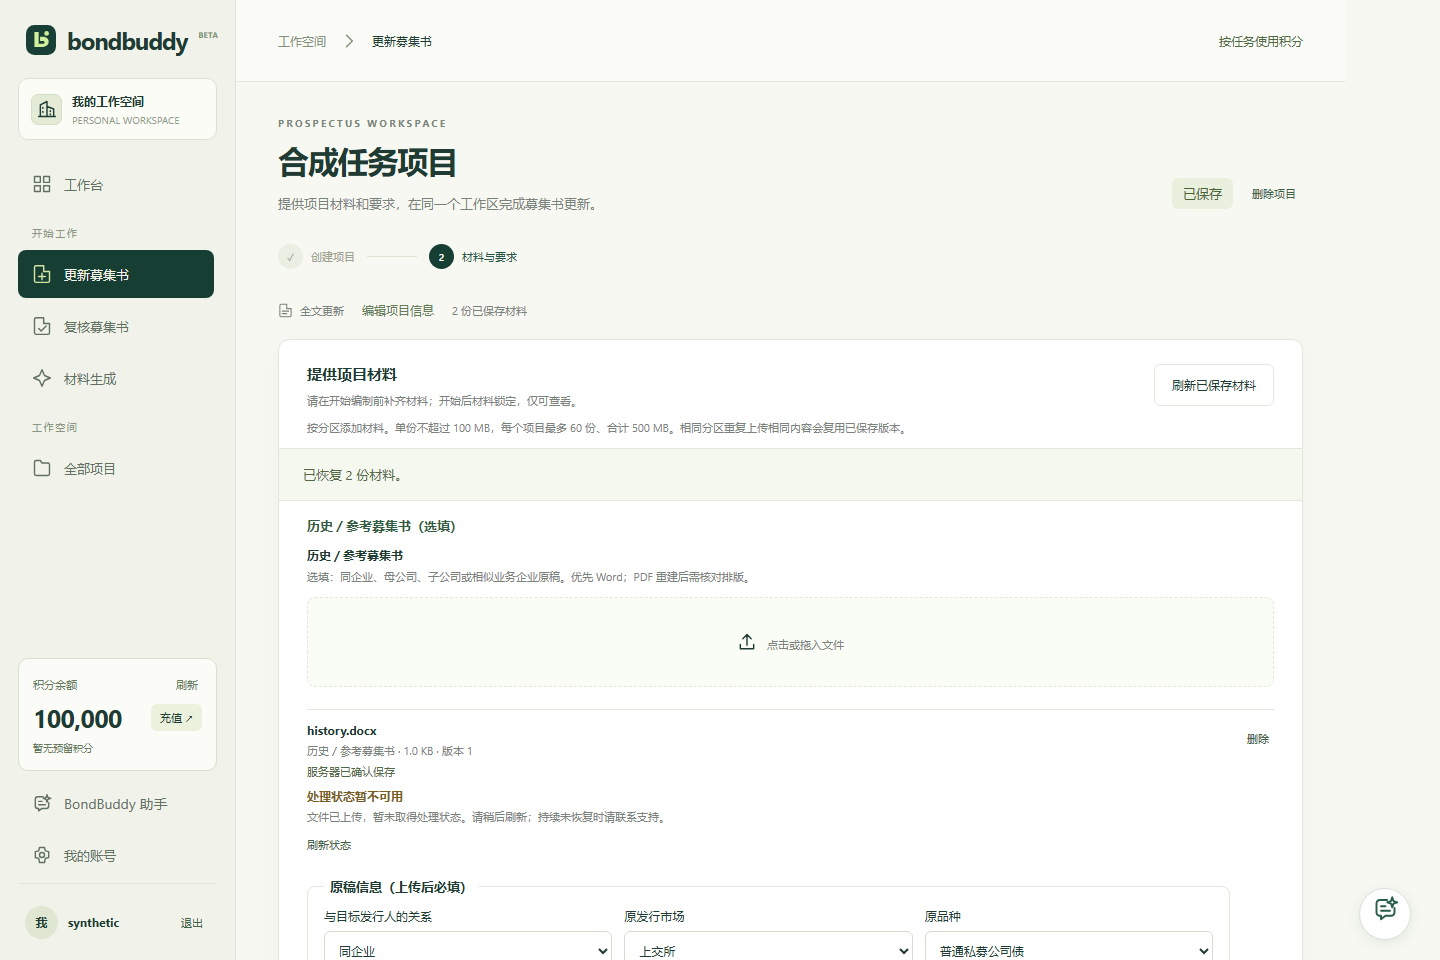 bondbuddy BETA
我的工作空间
PERSONAL WORKSPACE
工作台
开始工作
更新募集书
复核募集书
材料生成
工作空间
全部项目
积分余额 刷新
100,000 充值 ↗
暂无预留积分
BondBuddy 助手
我的账号
我 synthetic 退出
工作空间 更新募集书 按任务使用积分
PROSPECTUS WORKSPACE
合成任务项目
提供项目材料和要求，在同一个工作区完成募集书更新。
已保存 删除项目
✓ 创建项目 2 材料与要求
全文更新 编辑项目信息 2 份已保存材料
提供项目材料
请在开始编制前补齐材料；开始后材料锁定，仅可查看。
按分区添加材料。单份不超过 100 MB，每个项目最多 60 份、合计 500 MB。相同分区重复上传相同内容会复用已保存版本。
刷新已保存材料
已恢复 2 份材料。
历史 / 参考募集书（选填）
历史 / 参考募集书
选填：同企业、母公司、子公司或相似业务企业原稿。优先 Word；PDF 重建后需核对排版。
点击或拖入文件
history.docx
历史 / 参考募集书 · 1.0 KB · 版本 1
服务器已确认保存
删除
处理状态暂不可用
文件已上传，暂未取得处理状态。请稍后刷新；持续未恢复时请联系支持。
刷新状态
原稿信息（上传后必填）
与目标发行人的关系 原发行市场 原品种
同企业 上交所 普通私募公司债